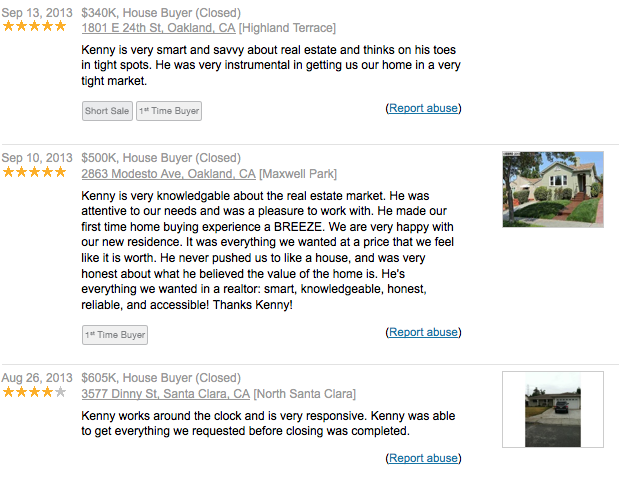 Sep 13, 2013 $340K, House Buyer (Closed)
1801 E 24th St, Oakland, CA [Highland Terrace]
Kenny is very smart and savvy about real estate and thinks on his toes
in tight spots. He was very instrumental in getting us our home in a very
tight market.
Short Sale 1st Time Buyer (Report abuse)
Sep 10, 2013 $500K, House Buyer (Closed)
2863 Modesto Ave, Oakland, CA [Maxwell Park]
Kenny is very knowledgable about the real estate market. He was
attentive to our needs and was a pleasure to work with. He made our
first time home buying experience a BREEZE. We are very happy with
our new residence. It was everything we wanted at a price that we feel
like it is worth. He never pushed us to like a house, and was very
honest about what he believed the value of the home is. He's
everything we wanted in a realtor: smart, knowledgeable, honest,
reliable, and accessible! Thanks Kenny!
1st Time Buyer (Report abuse)
Aug 26, 2013 $605K, House Buyer (Closed)
3577 Dinny St, Santa Clara, CA [North Santa Clara]
Kenny works around the clock and is very responsive. Kenny was able
to get everything we requested before closing was completed.
(Report abuse)